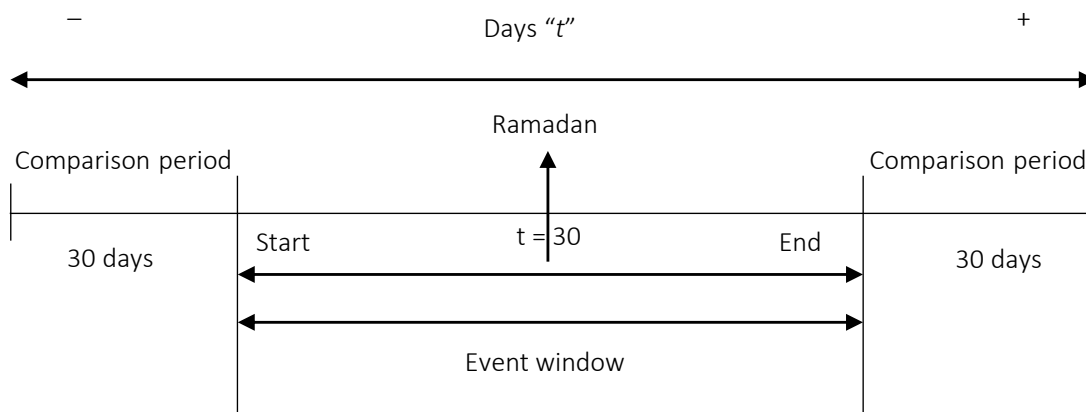 – +
Days “t”
Ramadan
Comparison period Comparison period
Start t = 30 End
30 days 30 days
Event window